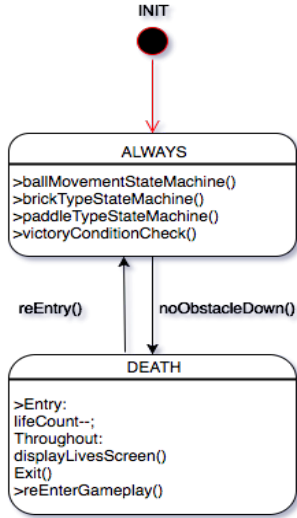 INIT
ALWAYS
>ballMovementStateMachine()
>brickTypeStateMachine()
>paddleTypeStateMachine()
>victoryConditionCheck()
reEntry()
noObstacleDown()
DEATH
>Entry:
lifeCount--;
Throughout:
displayLivesScreen()
Exit()
>reEnterGameplay()